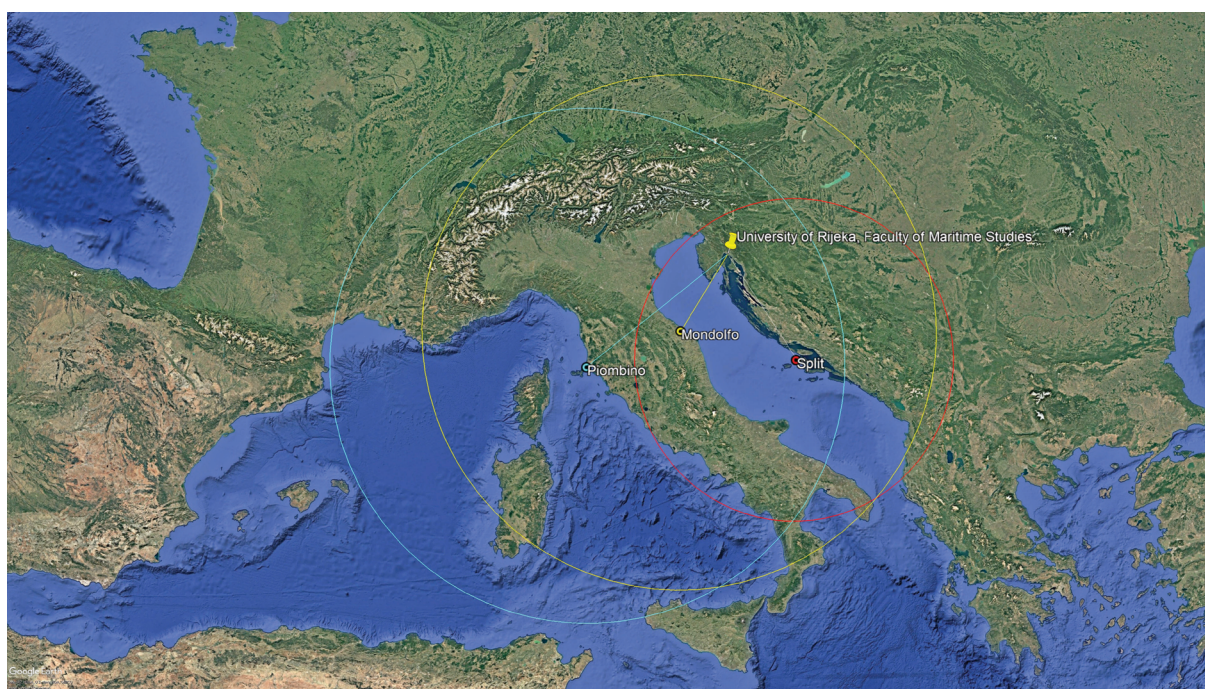 University of Rijeka, Faculty of Maritime Studies
Mondolfo
Split
Piombino
Google Earth